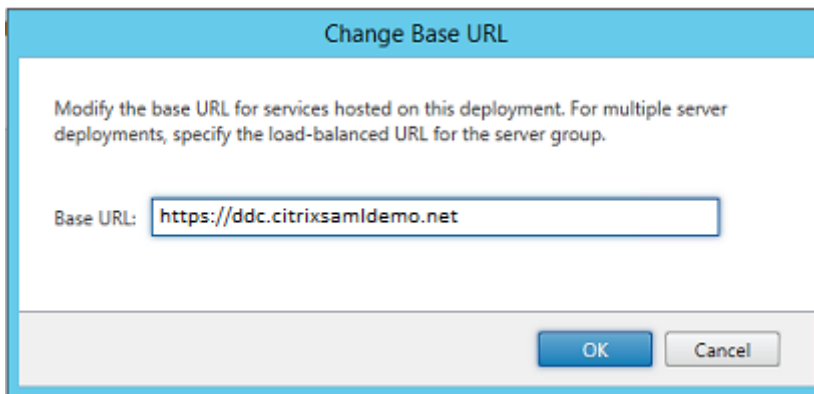 Change Base URL
Modify the base URL for services hosted on this deployment. For multiple server
deployments, specify the load-balanced URL for the server group.
Base URL: https://ddc.citrixsamldemo.net
OK Cancel